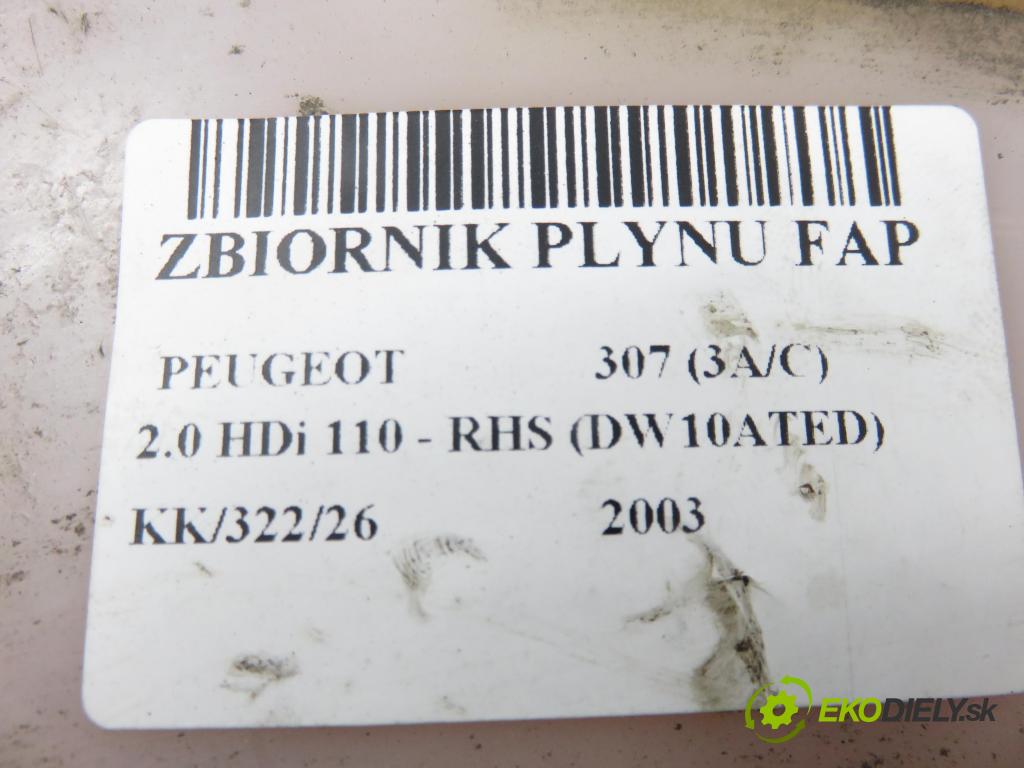 ZBIORNIK PLYNU FAP
PEUGEOT 307 (3A/C)
2.0 HDi 110 - RHS (DW10ATED)
KK/322/26 2003
EKODIELY.sk